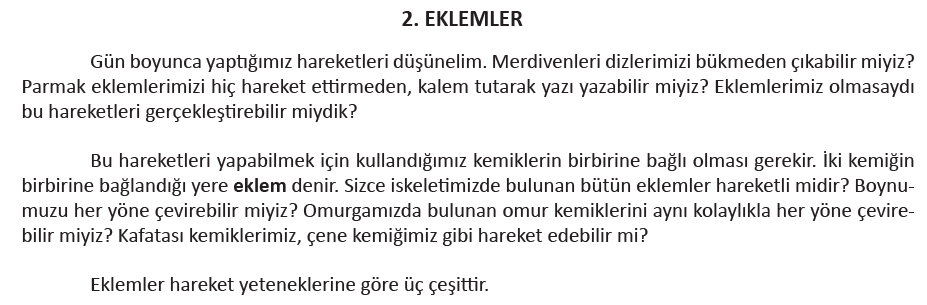 2. EKLEMLER
Gün boyunca yaptığımız hareketleri düşünelim. Merdivenleri dizlerimizi bükmeden çıkabilir miyiz?
Parmak eklemlerimizi hiç hareket ettirmeden, kalem tutarak yazı yazabilir miyiz? Eklemlerimiz olmasaydı
bu hareketleri gerçekleştirebilir miydik?
Bu hareketleri yapabilmek için kullandığımız kemiklerin birbirine bağlı olması gerekir. İki kemiğin
birbirine bağlandığı yere eklem denir. Sizce iskeletimizde bulunan bütün eklemler hareketli midir? Boynu-
muzu her yöne çevirebilir miyiz? Omurgamızda bulunan omur kemiklerini aynı kolaylıkla her yöne çevire-
bilir miyiz? Kafatası kemiklerimiz, çene kemiğimiz gibi hareket edebilir mi?
Eklemler hareket yeteneklerine göre üç çeşittir.